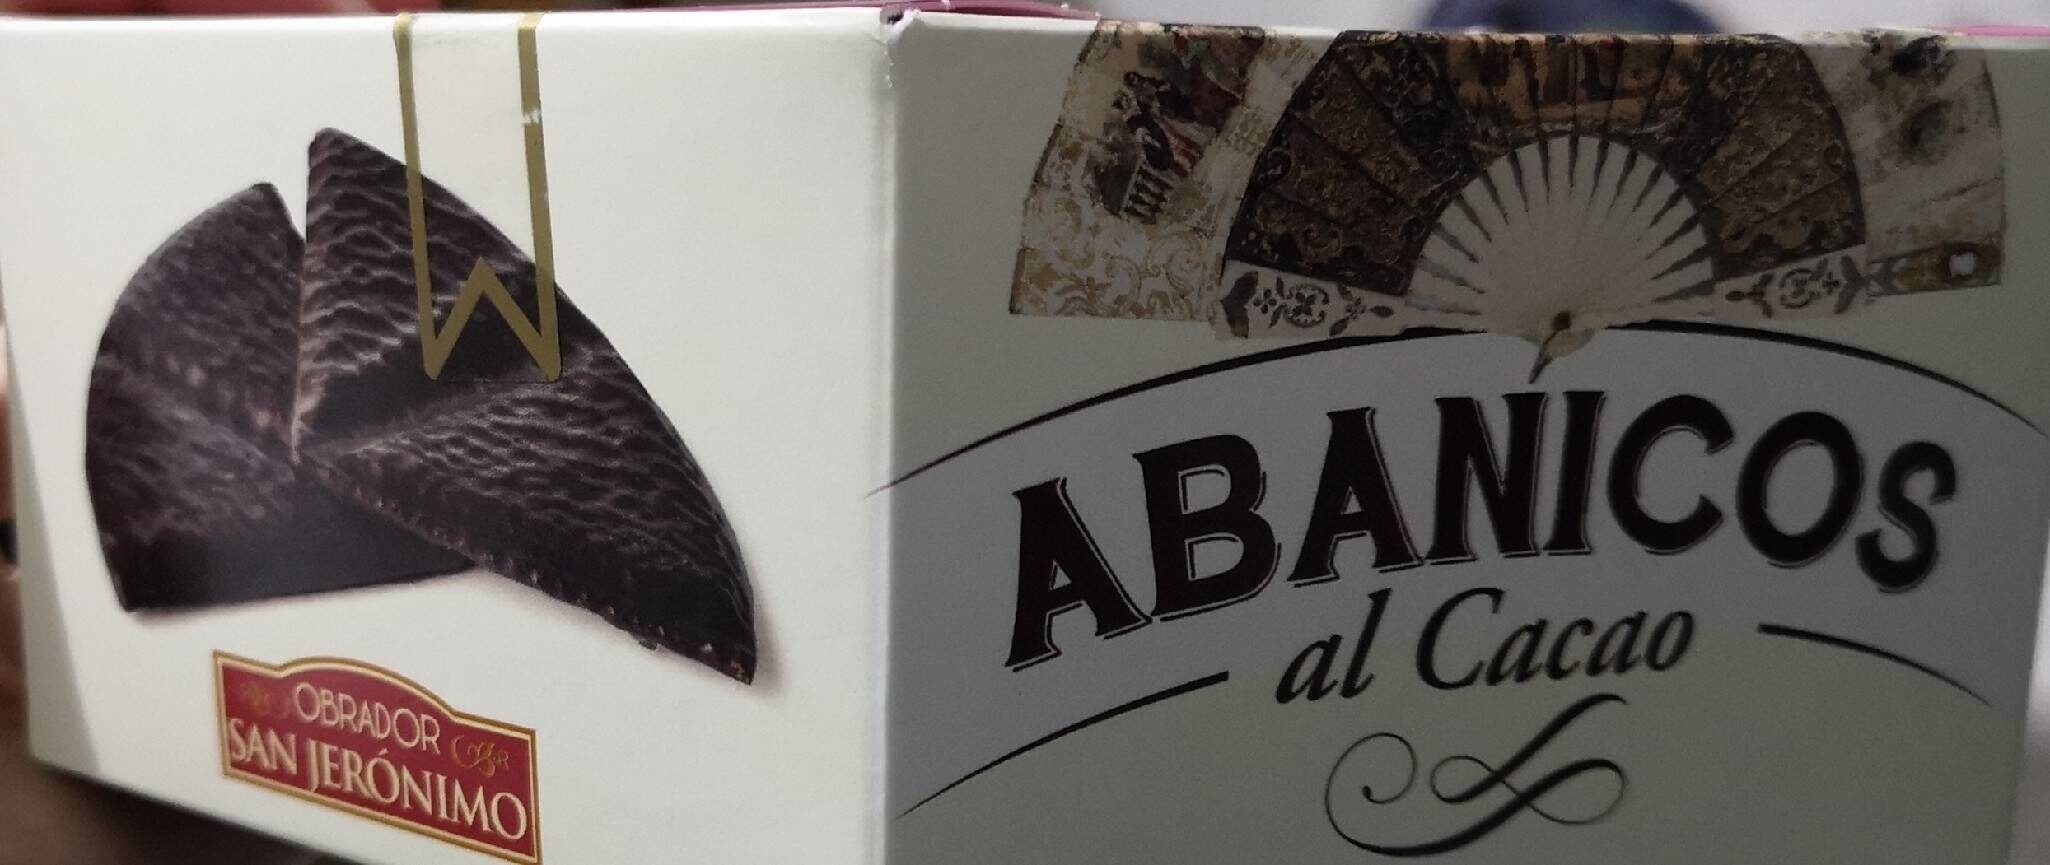 OBRADOR
SAN JERÓNIMO
ABANICOS
al Cacao